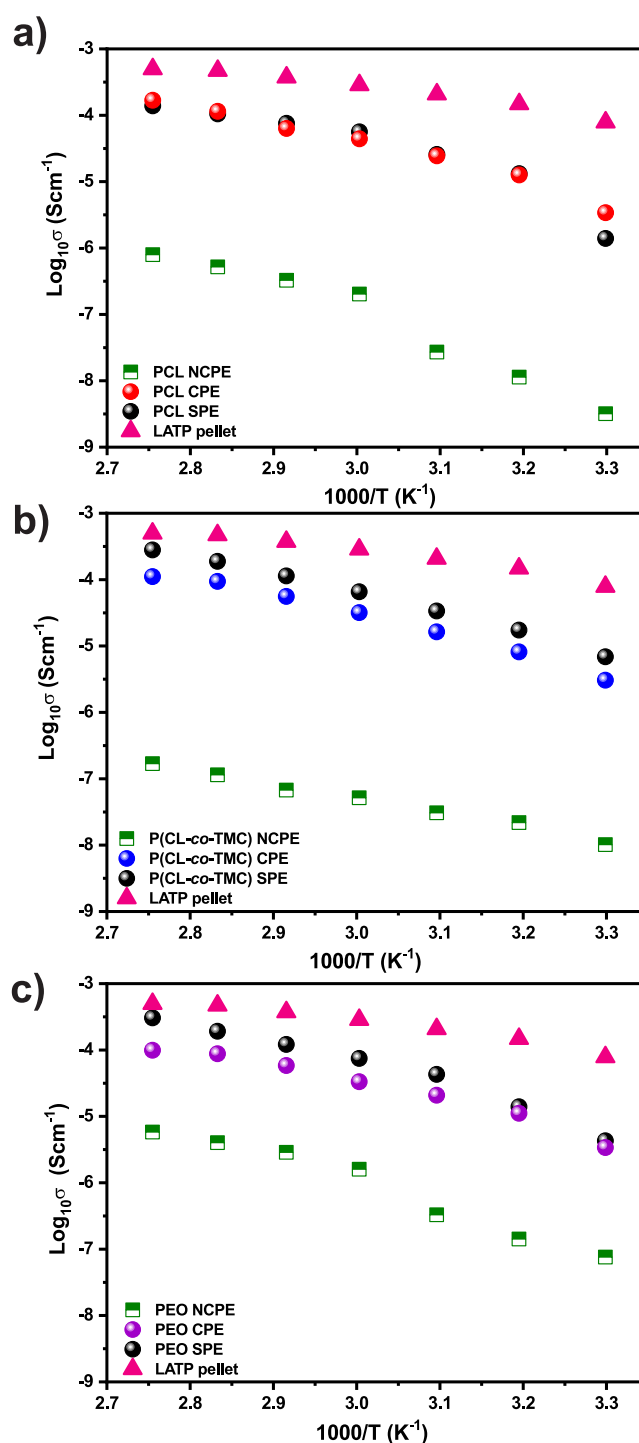 a)
-3
-4
-5
-6
-7
-8
-9
Log₁₀σ (Scm⁻¹)
PCL NCPE
PCL CPE
PCL SPE
LATP pellet
2.7 2.8 2.9 3.0 3.1 3.2 3.3
1000/T (K⁻¹)
b)
-3
-4
-5
-6
-7
-8
-9
Log₁₀σ (Scm⁻¹)
P(CL-co-TMC) NCPE
P(CL-co-TMC) CPE
P(CL-co-TMC) SPE
LATP pellet
2.7 2.8 2.9 3.0 3.1 3.2 3.3
1000/T (K⁻¹)
c)
-3
-4
-5
-6
-7
-8
-9
Log₁₀σ (Scm⁻¹)
PEO NCPE
PEO CPE
PEO SPE
LATP pellet
2.7 2.8 2.9 3.0 3.1 3.2 3.3
1000/T (K⁻¹)